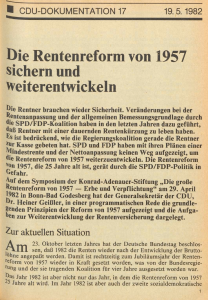 CDU-DOKUMENTATION 17 19. 5. 1982
Die Rentenreform von 1957
sichern und
weiterentwickeln
Die Rentner brauchen wieder Sicherheit. Veränderungen bei der
Rentenanpassung und der allgemeinen Bemessungsgrundlage durch
die SPD/FDP-Koalition haben in den letzten Jahren dazu geführt,
daß Rentner mit einer dauernden Rentenkürzung zu leben haben.
Es ist bedrückend, wie die Regierungskoalition gerade die Rentner
zur Kasse gebeten hat. SPD und FDP haben mit ihren Plänen einer
Mindestrente und der Nettoanpassung keinen Weg aufgezeigt, um
die Rentenreform von 1957 weiterzuentwickeln. Die Rentenreform
von 1957, die 25 Jahre alt ist, gerät durch die SPD/FDP-Politik in
Gefahr.
Auf dem Symposion der Konrad-Adenauer-Stiftung „Die große
Rentenreform von 1957 — Erbe und Verpflichtung" am 29. April
1982 in Bonn-Bad Godesberg hat der Generalsekretär der CDU,
Dr. Heiner Geißler, in einer programmatischen Rede die grundle-
genden Prinzipien der Reform von 1957 aufgezeigt und die Aufga-
ben zur Weiterentwicklung der Rentenversicherung dargelegt.
Zur aktuellen Situation
Am 23. Oktober letzten Jahres hat der Deutsche Bundestag beschlos-
sen, daß 1982 die Renten wieder nach der Entwicklung der Brutto-
löhne angepaßt werden. Damit ist rechtzeitig zum Jubiläumsjahr die Renten-
reform von 1957 wieder in Kraft gesetzt worden, was von der Bundesregie-
rung und der sie tragenden Koalition für vier Jahre ausgesetzt worden war.
Das Jahr 1982 ist aber nicht nur das Jahr, in dem die Rentenreform von 1957
25 Jahre alt wird. Im Jahr 1982 ist auch der zweite sozialdemokratische
1